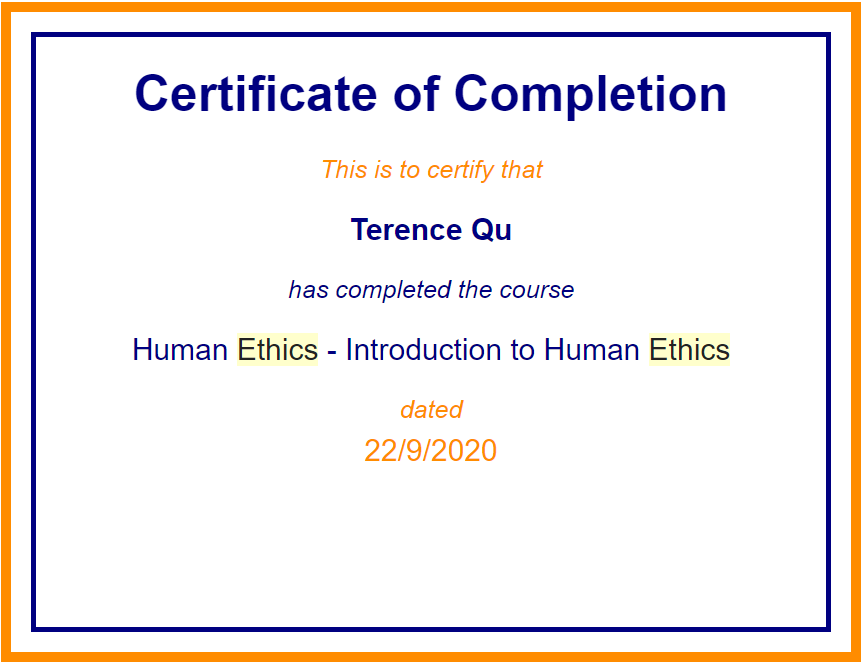 Certificate of Completion
This is to certify that
Terence Qu
has completed the course
Human Ethics - Introduction to Human Ethics
dated
22/9/2020